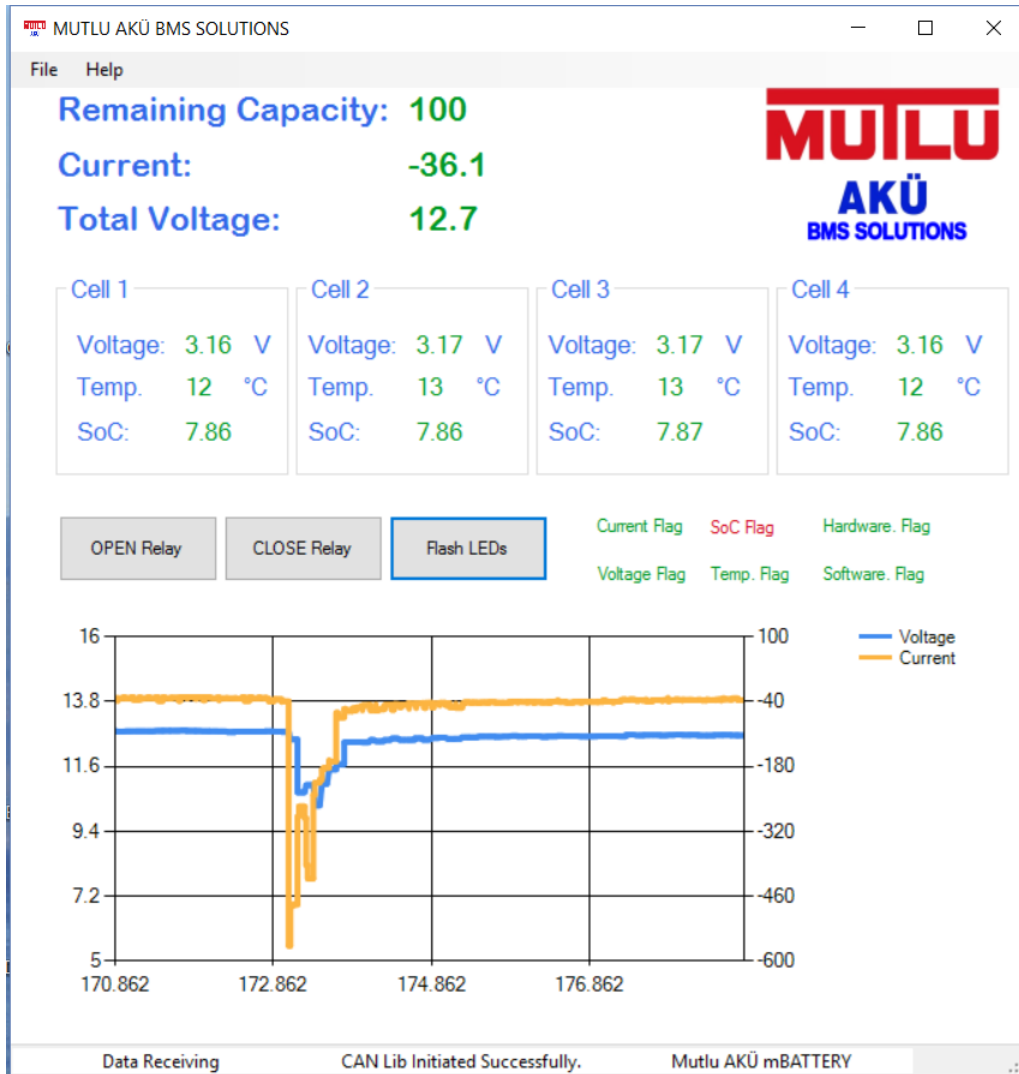 MUTLU AKÜ BMS SOLUTIONS
File Help
Remaining Capacity: 100
Current: -36.1
Total Voltage: 12.7
MUTLU
AKÜ
BMS SOLUTIONS
Cell 1
Voltage: 3.16 V
Temp. 12 °C
SoC: 7.86
Cell 2
Voltage: 3.17 V
Temp. 13 °C
SoC: 7.86
Cell 3
Voltage: 3.17 V
Temp. 13 °C
SoC: 7.87
Cell 4
Voltage: 3.16 V
Temp. 12 °C
SoC: 7.86
OPEN Relay
CLOSE Relay
Flash LEDs
Current Flag SoC Flag Hardware. Flag
Voltage Flag Temp. Flag Software. Flag
16
13.8
11.6
9.4
7.2
5
100
-40
-180
-320
-460
-600
170.862 172.862 174.862 176.862
Voltage
Current
Data Receiving
CAN Lib Initiated Successfully.
Mutlu AKÜ mBATTERY